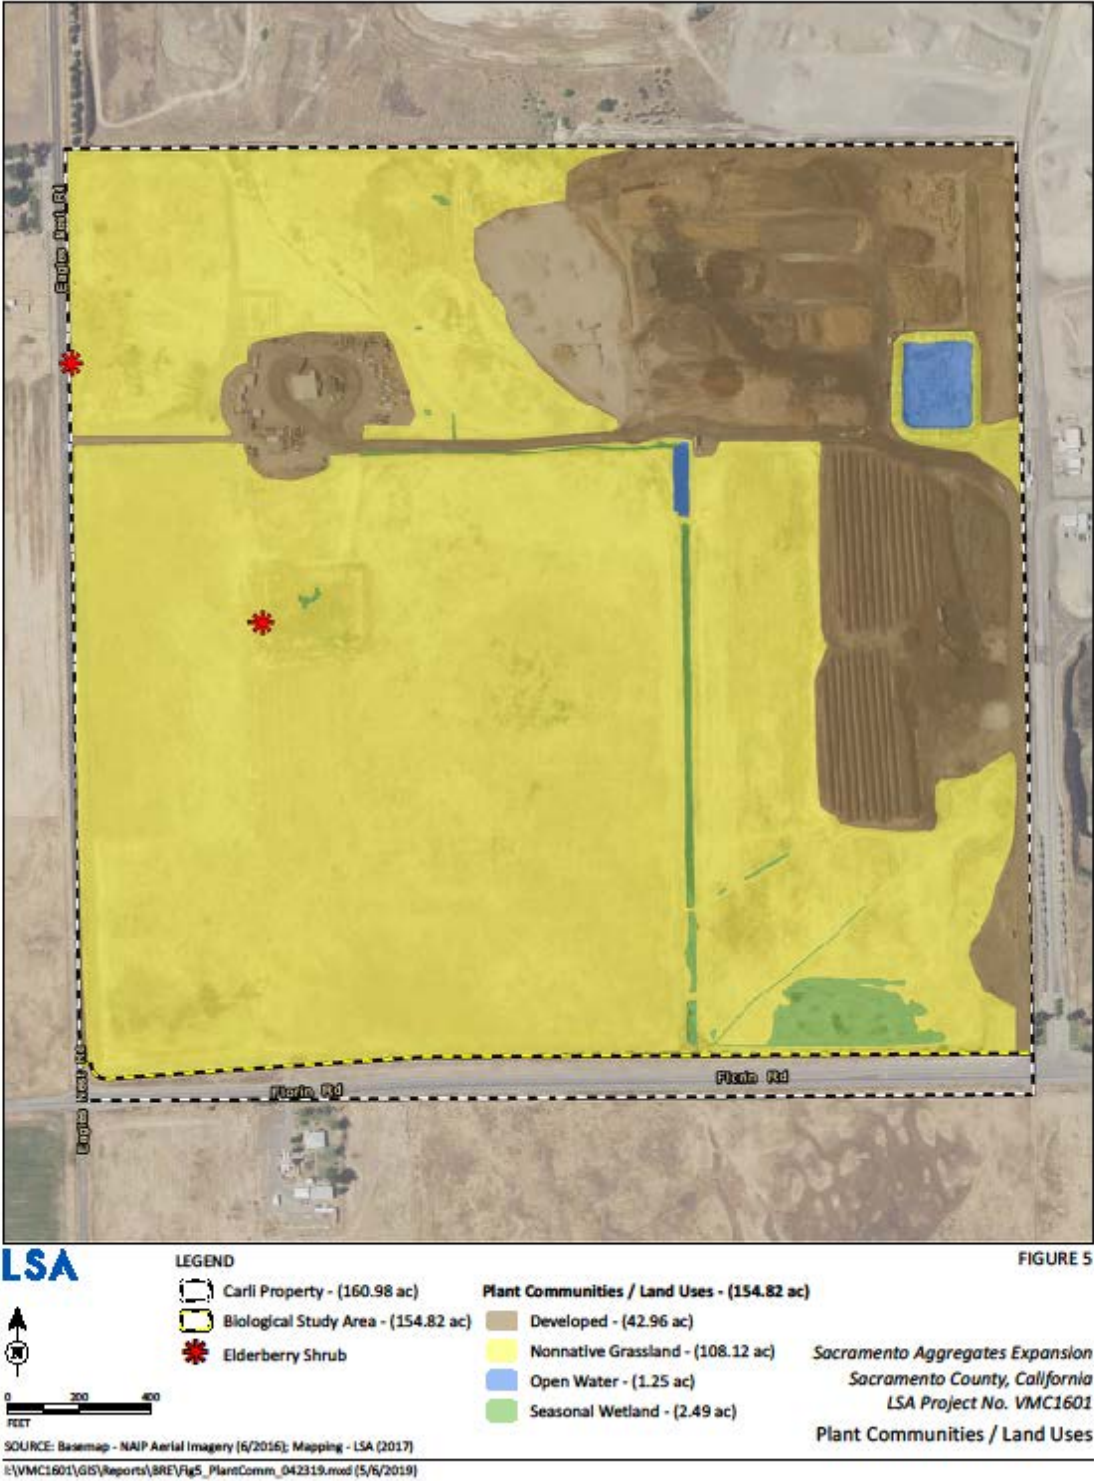 Eagles Nest Rd
Eagles Nest Rd
Florin Rd
Florin Rd
LSA
LEGEND
FIGURE 5
Carli Property - (160.98 ac)
Biological Study Area - (154.82 ac)
Elderberry Shrub
Plant Communities / Land Uses - (154.82 ac)
Developed - (42.96 ac)
Nonnative Grassland - (108.12 ac)
Open Water - (1.25 ac)
Seasonal Wetland - (2.49 ac)
N
0 200 400
FEET
Sacramento Aggregates Expansion
Sacramento County, California
LSA Project No. VMC1601
Plant Communities / Land Uses
SOURCE: Basemap - NAIP Aerial Imagery (6/2016); Mapping - LSA (2017)
I:\VMC1601\GIS\Reports\BRE\Fig5_PlantComm_042319.mxd (5/6/2019)